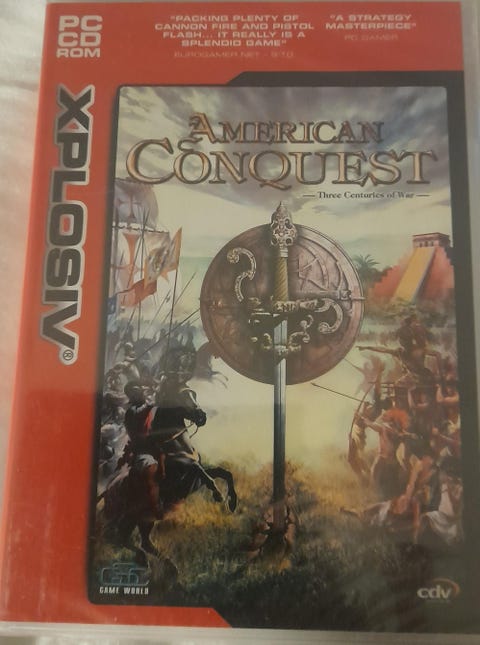 PC
CD
ROM
"PACKING PLENTY OF
CANNON FIRE AND PISTOL
FLASH... IT REALLY IS A
SPLENDID GAME"
EUROGAMER.NET - 9/10
"A STRATEGY
MASTERPIECE"
PC GAMER
XPLOSIV®
AMERICAN
CONQUEST
— Three Centuries of War —
GAME WORLD
cdv